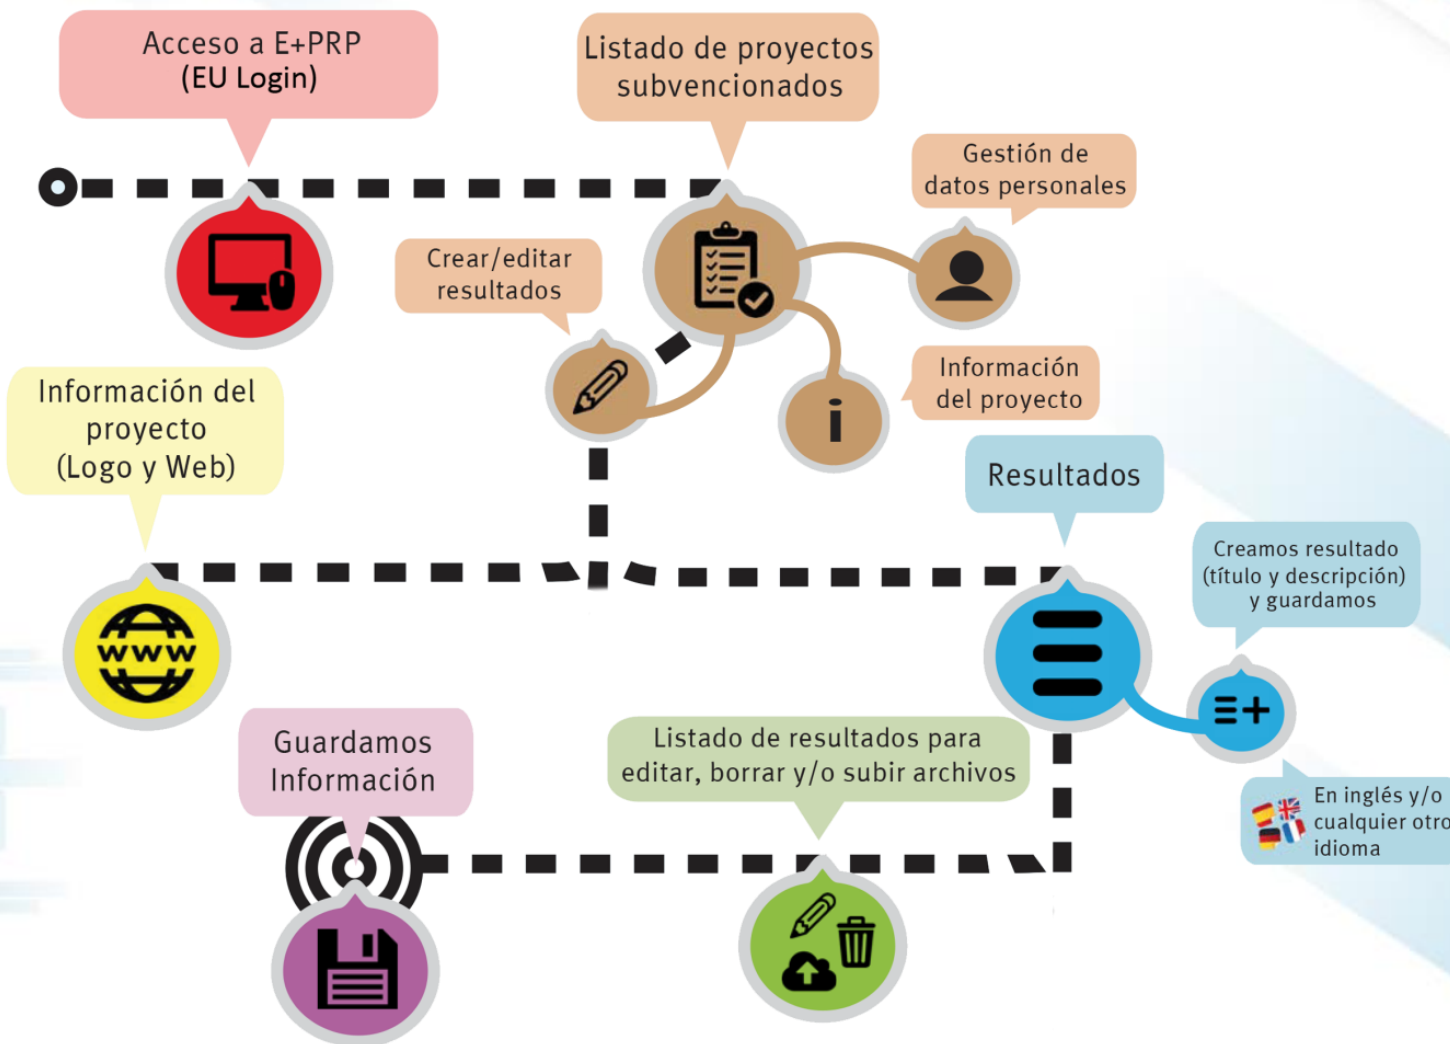 Acceso a E+PRP
(EU Login)
Listado de proyectos
subvencionados
Gestión de
datos personales
Crear/editar
resultados
Información
del proyecto
Información del
proyecto
(Logo y Web)
WWW
i
Resultados
Creamos resultado
(título y descripción)
y guardamos
En inglés y/o
cualquier otro
idioma
Listado de resultados para
editar, borrar y/o subir archivos
Guardamos
Información